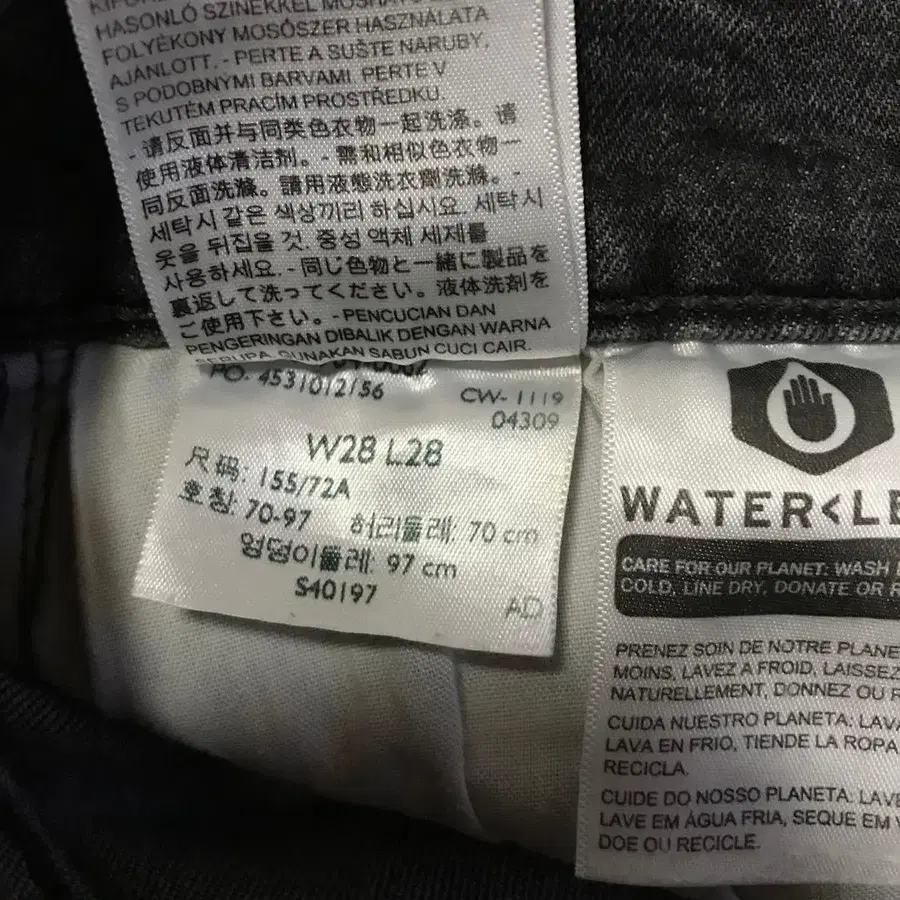 HASONLÓ SZÍNEKKEL
FOLYÉKONY MOSÓSZER HASZNÁLATA
AJÁNLOTT. - PERTE A SUŠTE NARUBY,
S PODOBNÝMI BARVAMI. PERTE V
TEKUTÉM PRACÍM PROSTŘEDKU.
- 请反面并与同类色衣物一起洗涤。请
使用液体清洁剂。- 需和相似色衣物一
同反面洗滌。請用液態洗衣劑洗滌。-
세탁시 같은 색상끼리 하십시요. 세탁시
옷을 뒤집을 것. 중성 액체 세제를
사용하세요. - 同じ色物と一緒に製品を
裏返して洗ってください。液体洗剤を
ご使用下さい。- PENCUCIAN DAN
PENGERINGAN DIBALIK DENGAN WARNA
SERUPA. GUNAKAN SABUN CUCI CAIR.
PO- 4531012156
CW- 1119
04309
W28 L28
尺码: 155/72A
호칭: 70-97 허리둘레: 70 cm
엉덩이둘레: 97 cm
S40197
AD
WATER<LE
CARE FOR OUR PLANET: WASH
COLD, LINE DRY, DONATE OR
PRENEZ SOIN DE NOTRE PLANE
MOINS, LAVEZ A FROID, LAISSEZ
NATURELLEMENT, DONNEZ OU
CUIDA NUESTRO PLANETA: LAVA
LAVA EN FRIO, TIENDE LA ROPA
RECICLA.
CUIDE DO NOSSO PLANETA: LAVE
LAVE EM ÁGUA FRIA, SEQUE EM
DOE OU RECICLE.